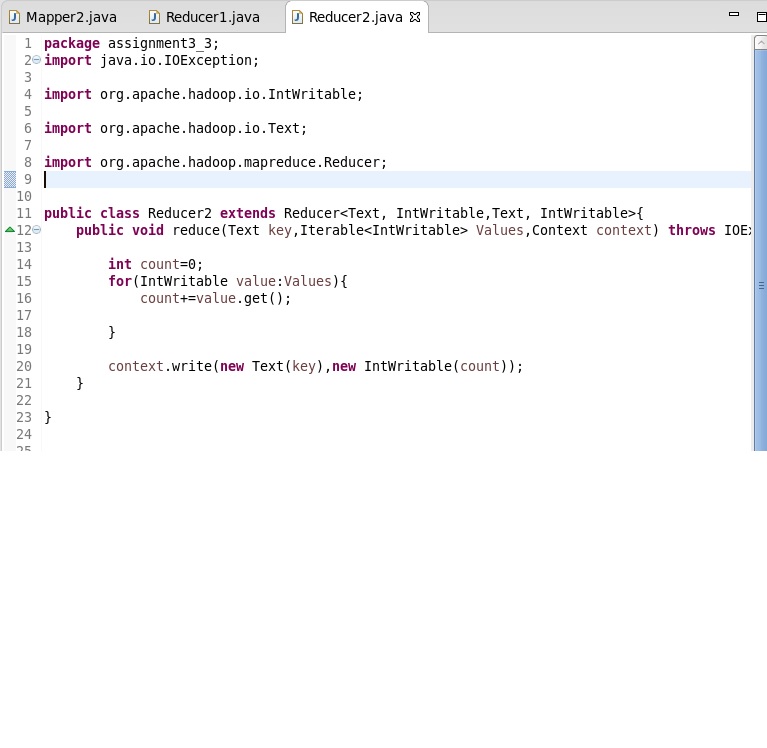 Mapper2.java Reducer1.java Reducer2.java
1 package assignment3_3;
2 import java.io.IOException;
3
4 import org.apache.hadoop.io.IntWritable;
5
6 import org.apache.hadoop.io.Text;
7
8 import org.apache.hadoop.mapreduce.Reducer;
9
10
11 public class Reducer2 extends Reducer<Text, IntWritable,Text, IntWritable>{
12     public void reduce(Text key,Iterable<IntWritable> Values,Context context) throws IOEx
13
14         int count=0;
15         for(IntWritable value:Values){
16             count+=value.get();
17
18         }
19
20         context.write(new Text(key),new IntWritable(count));
21     }
22
23 }
24
25